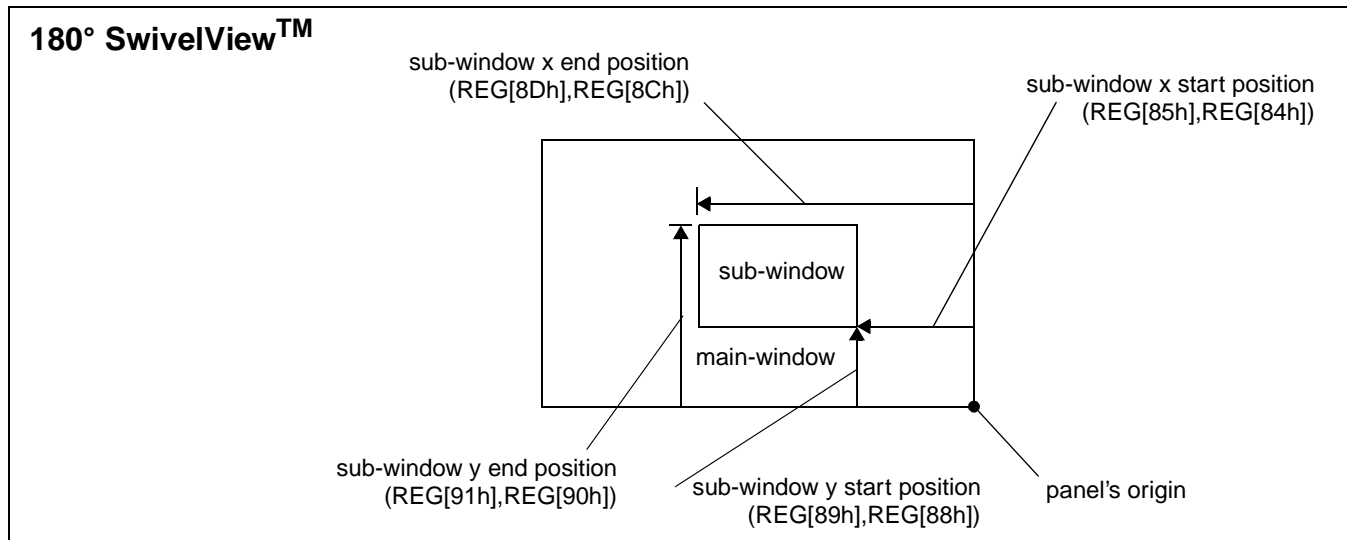 180° SwivelView™
sub-window x end position
(REG[8Dh],REG[8Ch])
sub-window x start position
(REG[85h],REG[84h])
sub-window
main-window
sub-window y end position
(REG[91h],REG[90h])
sub-window y start position
(REG[89h],REG[88h])
panel's origin